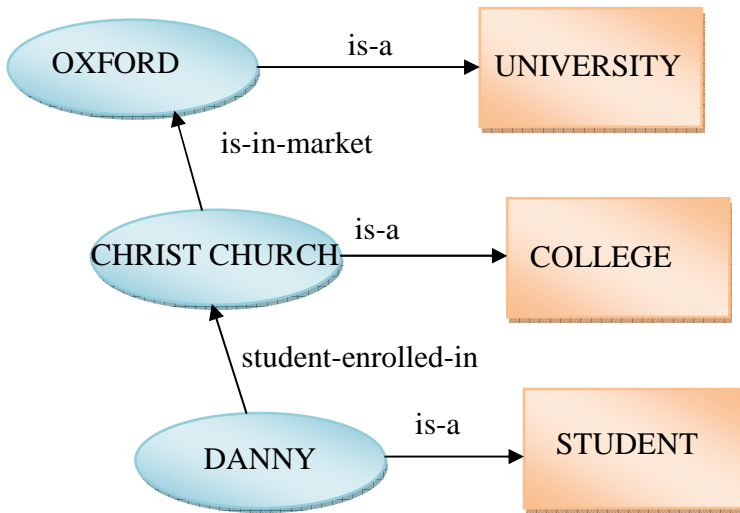 OXFORD
is-a
UNIVERSITY
is-in-market
CHRIST CHURCH
is-a
COLLEGE
student-enrolled-in
DANNY
is-a
STUDENT